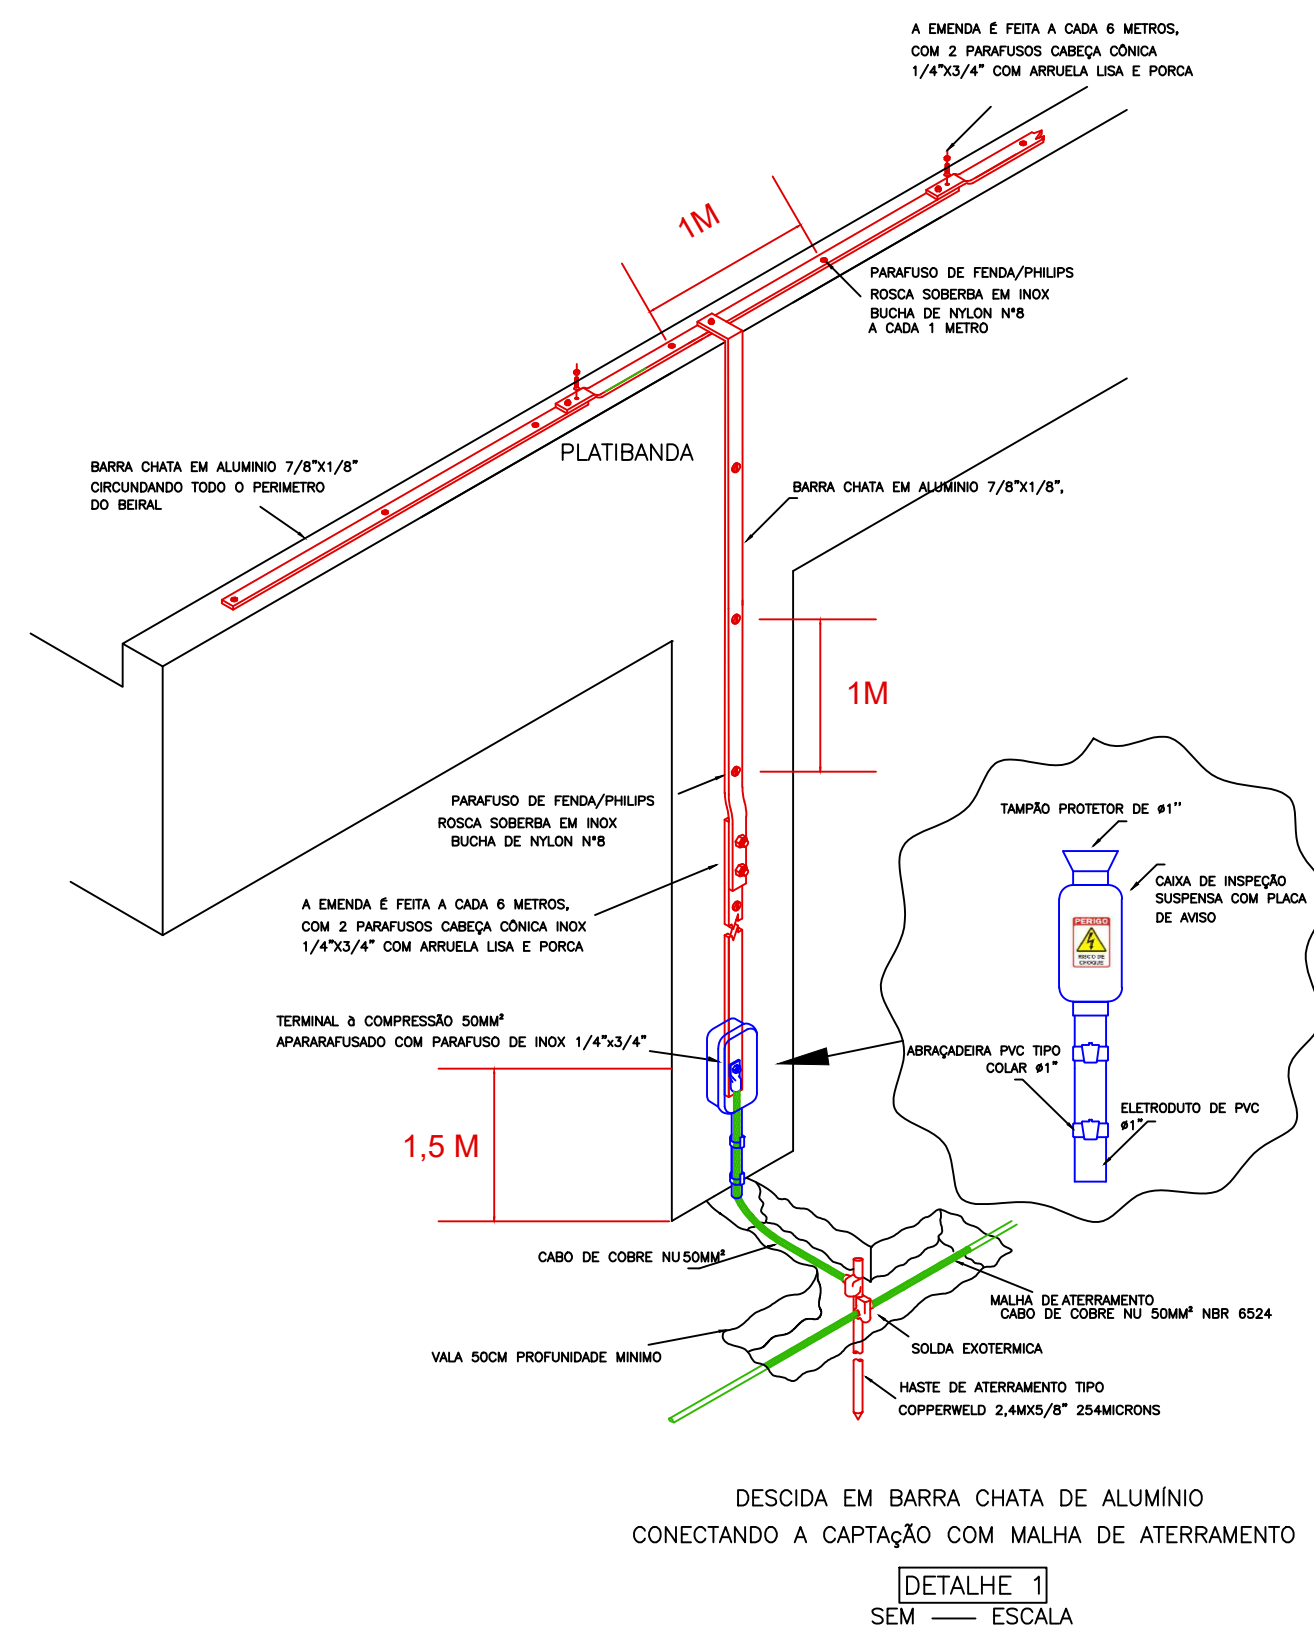 A EMENDA É FEITA A CADA 6 METROS,
COM 2 PARAFUSOS CABEÇA CÔNICA
1/4"X3/4" COM ARRUELA LISA E PORCA
1M
PARAFUSO DE FENDA/PHILIPS
ROSCA SOBERBA EM INOX
BUCHA DE NYLON N°8
A CADA 1 METRO
PLATIBANDA
BARRA CHATA EM ALUMINIO 7/8"X1/8"
CIRCUNDANDO TODO O PERIMETRO
DO BEIRAL
BARRA CHATA EM ALUMINIO 7/8"X1/8",
1M
PARAFUSO DE FENDA/PHILIPS
ROSCA SOBERBA EM INOX
BUCHA DE NYLON N°8
A EMENDA É FEITA A CADA 6 METROS,
COM 2 PARAFUSOS CABEÇA CÔNICA INOX
1/4"X3/4" COM ARRUELA LISA E PORCA
TAMPÃO PROTETOR DE ø1''
CAIXA DE INSPEÇÃO
SUSPENSA COM PLACA
DE AVISO
PERIGO
RISCO DE
CHOQUE
TERMINAL à COMPRESSÃO 50MM²
APARARAFUSADO COM PARAFUSO DE INOX 1/4"x3/4"
ABRAÇADEIRA PVC TIPO
COLAR ø1"
ELETRODUTO DE PVC
ø1"
1,5 M
CABO DE COBRE NU 50MM²
MALHA DE ATERRAMENTO
CABO DE COBRE NU 50MM² NBR 6524
SOLDA EXOTERMICA
VALA 50CM PROFUNIDADE MINIMO
HASTE DE ATERRAMENTO TIPO
COPPERWELD 2,4MX5/8" 254MICRONS
DESCIDA EM BARRA CHATA DE ALUMÍNIO
CONECTANDO A CAPTAçÃO COM MALHA DE ATERRAMENTO
DETALHE 1
SEM — ESCALA